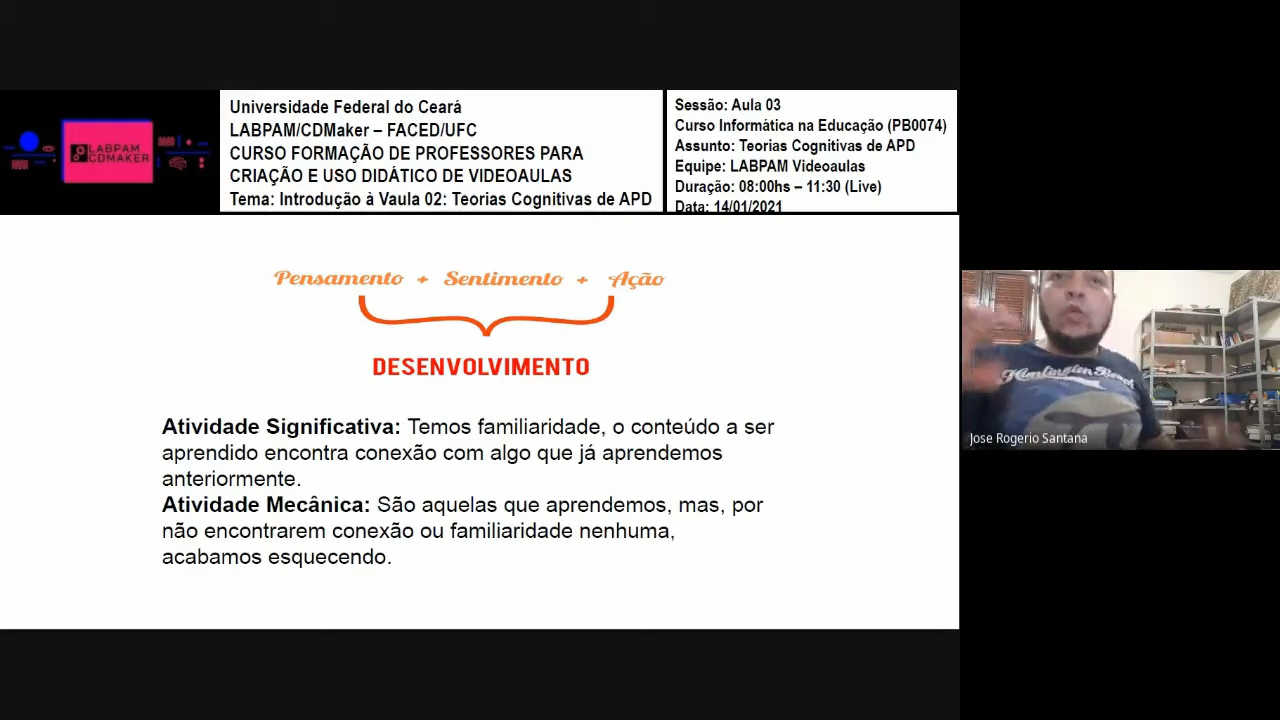 LABPAM
CDMAKER
Universidade Federal do Ceará
LABPAM/CDMaker – FACED/UFC
CURSO FORMAÇÃO DE PROFESSORES PARA
CRIAÇÃO E USO DIDÁTICO DE VIDEOAULAS
Tema: Introdução à Vaula 02: Teorias Cognitivas de APD
Sessão: Aula 03
Curso Informática na Educação (PB0074)
Assunto: Teorias Cognitivas de APD
Equipe: LABPAM Videoaulas
Duração: 08:00hs – 11:30 (Live)
Data: 14/01/2021
Pensamento + Sentimento + Ação
DESENVOLVIMENTO
Atividade Significativa: Temos familiaridade, o conteúdo a ser
aprendido encontra conexão com algo que já aprendemos
anteriormente.
Atividade Mecânica: São aquelas que aprendemos, mas, por
não encontrarem conexão ou familiaridade nenhuma,
acabamos esquecendo.
Huntington Beach
Jose Rogerio Santana